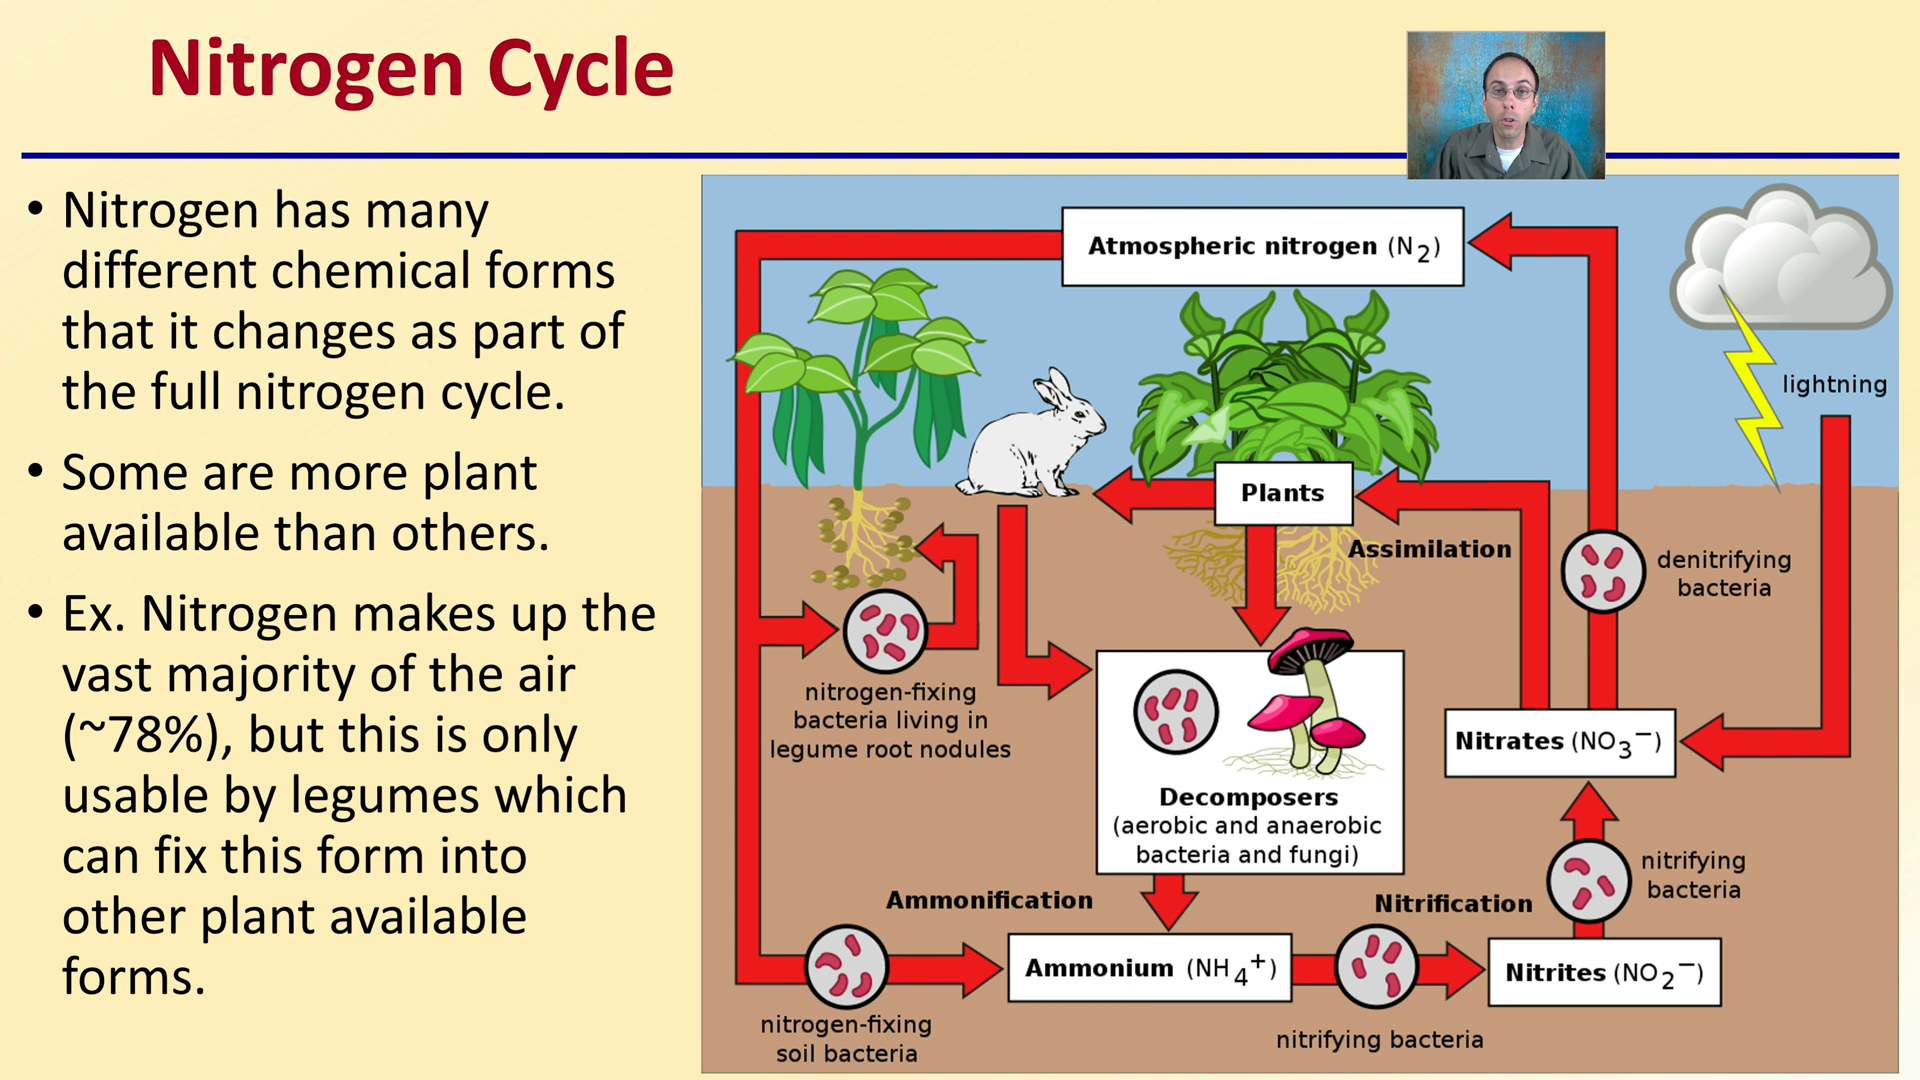 Nitrogen Cycle
• Nitrogen has many
different chemical forms
that it changes as part of
the full nitrogen cycle.
• Some are more plant
available than others.
• Ex. Nitrogen makes up the
vast majority of the air
(~78%), but this is only
usable by legumes which
can fix this form into
other plant available
forms.
Atmospheric nitrogen (N₂)
lightning
Plants
Assimilation
denitrifying
bacteria
nitrogen-fixing
bacteria living in
legume root nodules
Nitrates (NO₃⁻)
Decomposers
(aerobic and anaerobic
bacteria and fungi)
nitrifying
bacteria
Ammonification
Nitrification
Ammonium (NH₄⁺)
Nitrites (NO₂⁻)
nitrogen-fixing
soil bacteria
nitrifying bacteria